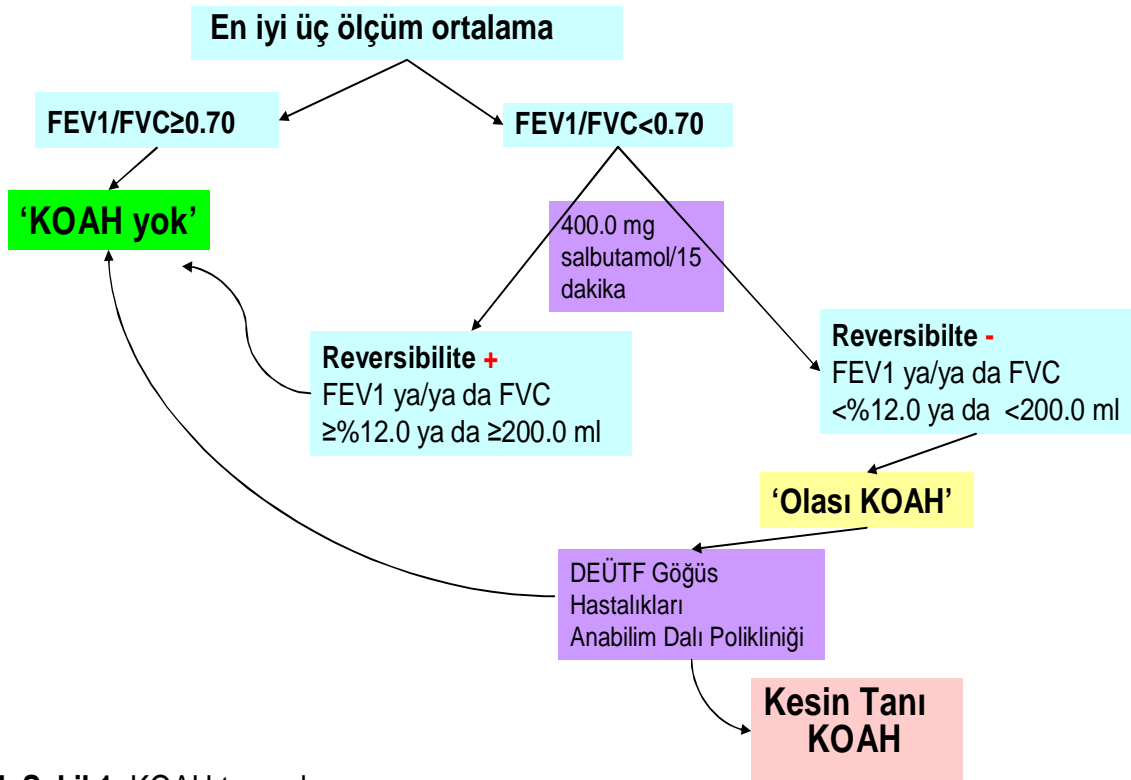 En iyi üç ölçüm ortalama
FEV1/FVC≥0.70
FEV1/FVC<0.70
‘KOAH yok’
400.0 mg
salbutamol/15
dakika
Reversibilite +
FEV1 ya/ya da FVC
≥%12.0 ya da ≥200.0 ml
Reversibilte -
FEV1 ya/ya da FVC
<%12.0 ya da <200.0 ml
‘Olası KOAH’
DEÜTF Göğüs
Hastalıkları
Anabilim Dalı Polikliniği
Kesin Tanı
KOAH